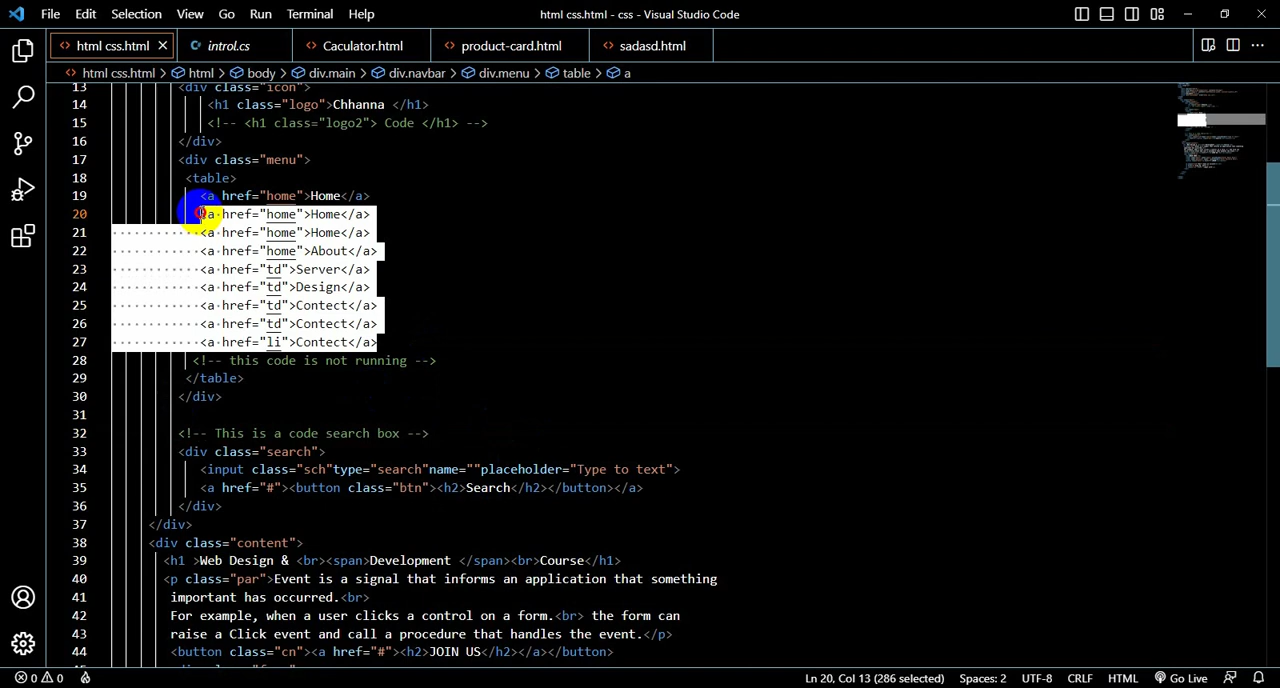 File Edit Selection View Go Run Terminal Help
html css.html - css - Visual Studio Code
html css.html
introl.cs
Caculator.html
product-card.html
sadasd.html
html css.html > html > body > div.main > div.navbar > div.menu > table > a
13 <div class="icon">
14 <h1 class="logo">Chhanna </h1>
15 <!-- <h1 class="logo2"> Code </h1> -->
16 </div>
17 <div class="menu">
18 <table>
19 <a href="home">Home</a>
20 <a href="home">Home</a>
21 <a href="home">Home</a>
22 <a href="home">About</a>
23 <a href="td">Server</a>
24 <a href="td">Design</a>
25 <a href="td">Contect</a>
26 <a href="td">Contect</a>
27 <a href="li">Contect</a>
28 <!-- this code is not running -->
29 </table>
30 </div>
31
32 <!-- This is a code search box -->
33 <div class="search">
34 <input class="sch"type="search"name=""placeholder="Type to text">
35 <a href="#"><button class="btn"><h2>Search</h2></button></a>
36 </div>
37 </div>
38 <div class="content">
39 <h1 >Web Design & <br><span>Development </span><br>Course</h1>
40 <p class="par">Event is a signal that informs an application that something
41 important has occurred.<br>
42 For example, when a user clicks a control on a form.<br> the form can
43 raise a Click event and call a procedure that handles the event.</p>
44 <button class="cn"><a href="#"><h2>JOIN US</h2></a></button>
0 0 Ln 20, Col 13 (286 selected) Spaces: 2 UTF-8 CRLF HTML Go Live